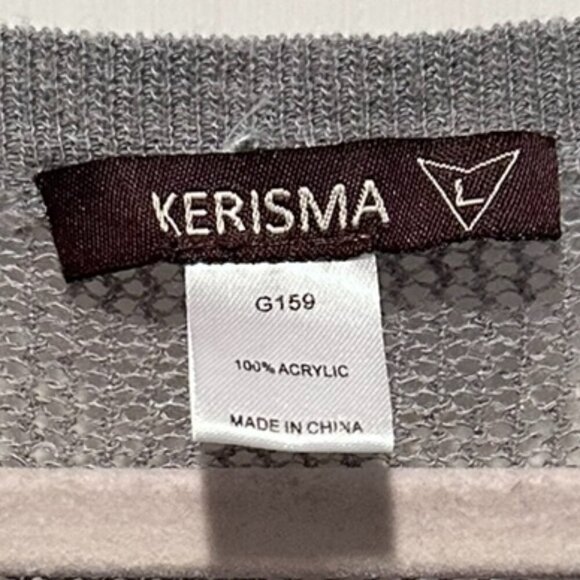 KERISMA L
G159
100% ACRYLIC
MADE IN CHINA